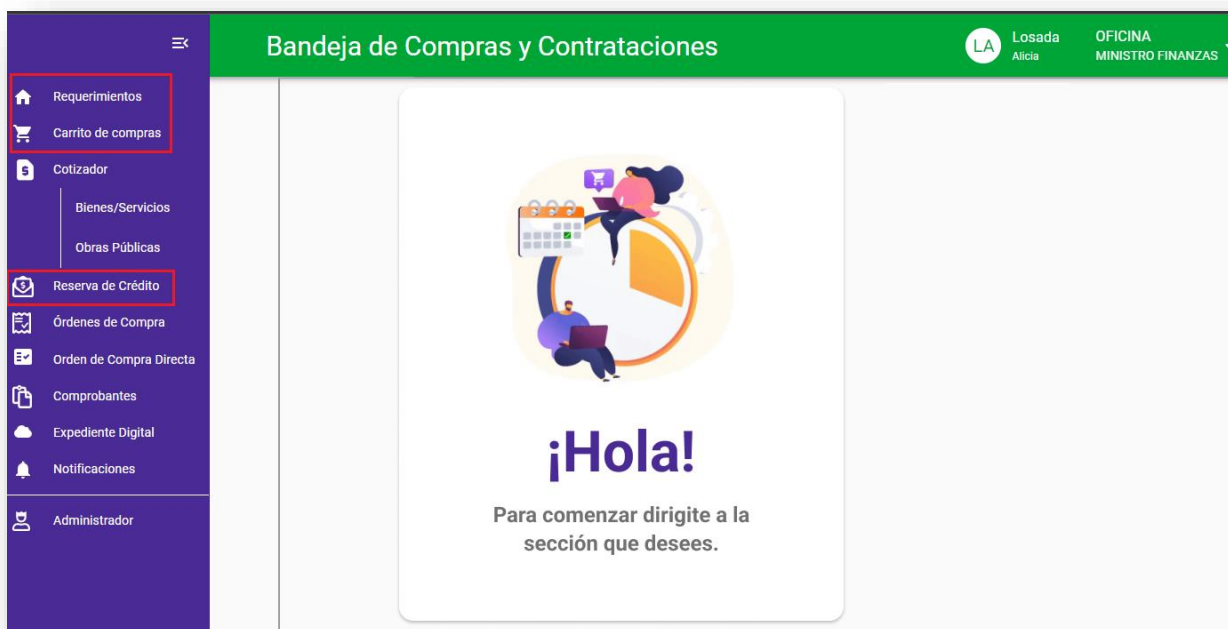 Bandeja de Compras y Contrataciones
LA
Losada
Alicia
OFICINA
MINISTRO FINANZAS
Requerimientos
Carrito de compras
Cotizador
Bienes/Servicios
Obras Públicas
Reserva de Crédito
Órdenes de Compra
Orden de Compra Directa
Comprobantes
Expediente Digital
Notificaciones
Administrador
¡Hola!
Para comenzar dirigite a la
sección que desees.